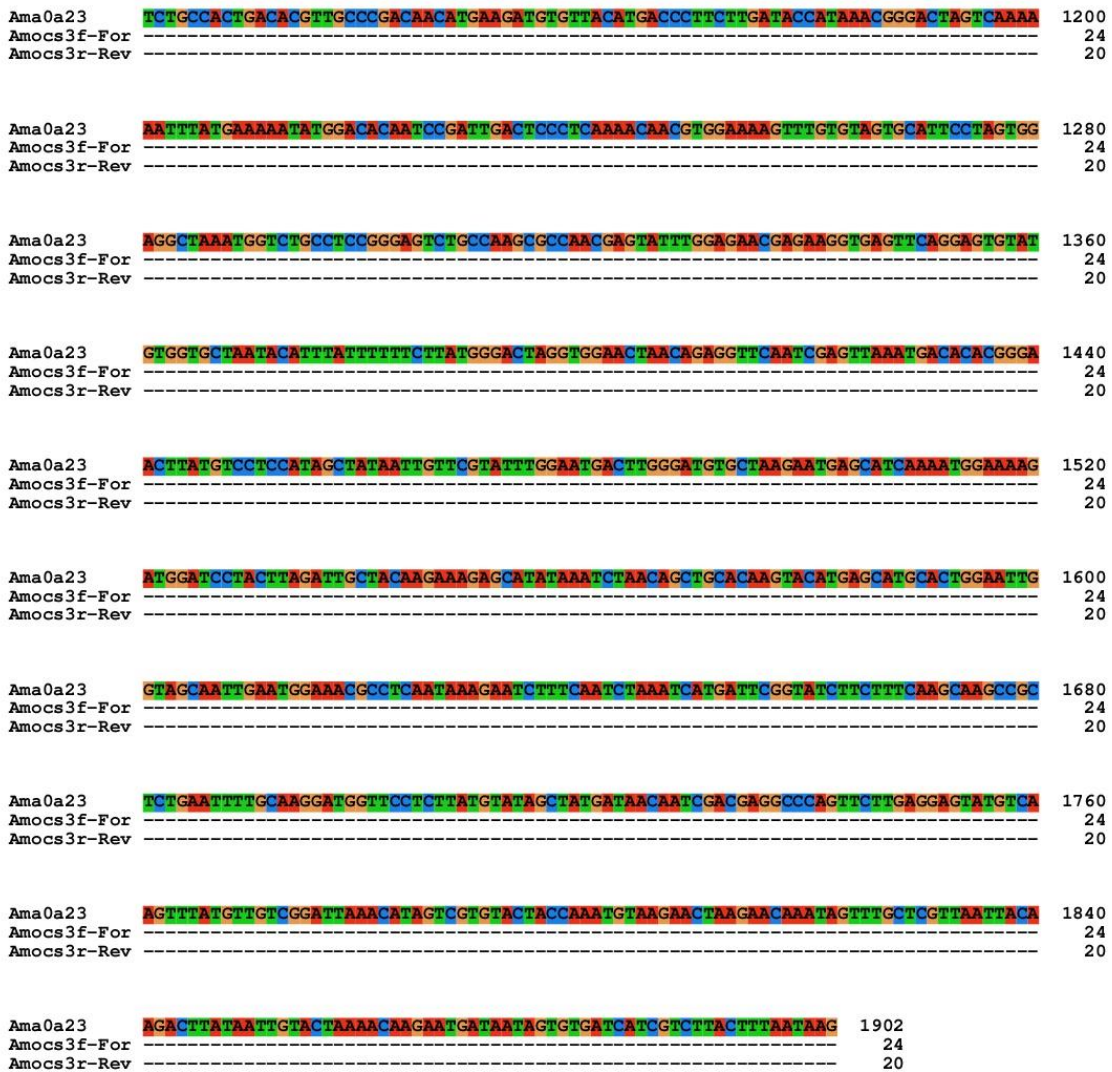 Ama0a23 TCTGCCACTGACACGTTGCCCGACAACATGAAGATGTGTTACATGACCCTTCTTGATACCATAAACGGGACTAGTCAAAA 1200
Amocs3f-For -------------------------------------------------------------------------------- 24
Amocs3r-Rev -------------------------------------------------------------------------------- 20
Ama0a23 AATTTATGAAAAATATGGACACAATCCGATTGACTCCCTCAAAACAACGTGGAAAAGTTTGTGTAGTGCATTCCTAGTGG 1280
Amocs3f-For -------------------------------------------------------------------------------- 24
Amocs3r-Rev -------------------------------------------------------------------------------- 20
Ama0a23 AGGCTAAATGGTCTGCCTCCGGGAGTCTGCCAAGCGCCAACGAGTATTTGGAGAACGAGAAGGTGAGTTCAGGAGTGTAT 1360
Amocs3f-For -------------------------------------------------------------------------------- 24
Amocs3r-Rev -------------------------------------------------------------------------------- 20
Ama0a23 GTGGTGCTAATACATTTATTTTTTCTTATGGGACTAGGTGGAACTAACAGAGGTTCAATCGAGTTAAATGACACACGGGA 1440
Amocs3f-For -------------------------------------------------------------------------------- 24
Amocs3r-Rev -------------------------------------------------------------------------------- 20
Ama0a23 ACTTATGTCCTCCATAGCTATAATTGTTCGTATTTGGAATGACTTGGGATGTGCTAAGAATGAGCATCAAAATGGAAAAG 1520
Amocs3f-For -------------------------------------------------------------------------------- 24
Amocs3r-Rev -------------------------------------------------------------------------------- 20
Ama0a23 ATGGATCCTACTTAGATTGCTACAAGAAAGAGCATATAAATCTAACAGCTGCACAAGTACATGAGCATGCACTGGAATTG 1600
Amocs3f-For -------------------------------------------------------------------------------- 24
Amocs3r-Rev -------------------------------------------------------------------------------- 20
Ama0a23 GTAGCAATTGAATGGAAACGCCTCAATAAAGAATCTTTCAATCTAAATCATGATTCGGTATCTTCTTTCAAGCAAGCCGC 1680
Amocs3f-For -------------------------------------------------------------------------------- 24
Amocs3r-Rev -------------------------------------------------------------------------------- 20
Ama0a23 TCTGAATTTTGCAAGGATGGTTCCTCTTATGTATAGCTATGATAACAATCGACGAGGCCCAGTTCTTGAGGAGTATGTCA 1760
Amocs3f-For -------------------------------------------------------------------------------- 24
Amocs3r-Rev -------------------------------------------------------------------------------- 20
Ama0a23 AGTTTATGTTGTCGGATTAAACATAGTCGTGTACTACCAAATGTAAGAACTAAGAACAAATAGTTTGCTCGTTAATTACA 1840
Amocs3f-For -------------------------------------------------------------------------------- 24
Amocs3r-Rev -------------------------------------------------------------------------------- 20
Ama0a23 AGACTTATAATTGTACTAAAACAAGAATGATAATAGTGTGATCATCGTCTTACTTTAATAAG 1902
Amocs3f-For -------------------------------------------------------------- 24
Amocs3r-Rev -------------------------------------------------------------- 20